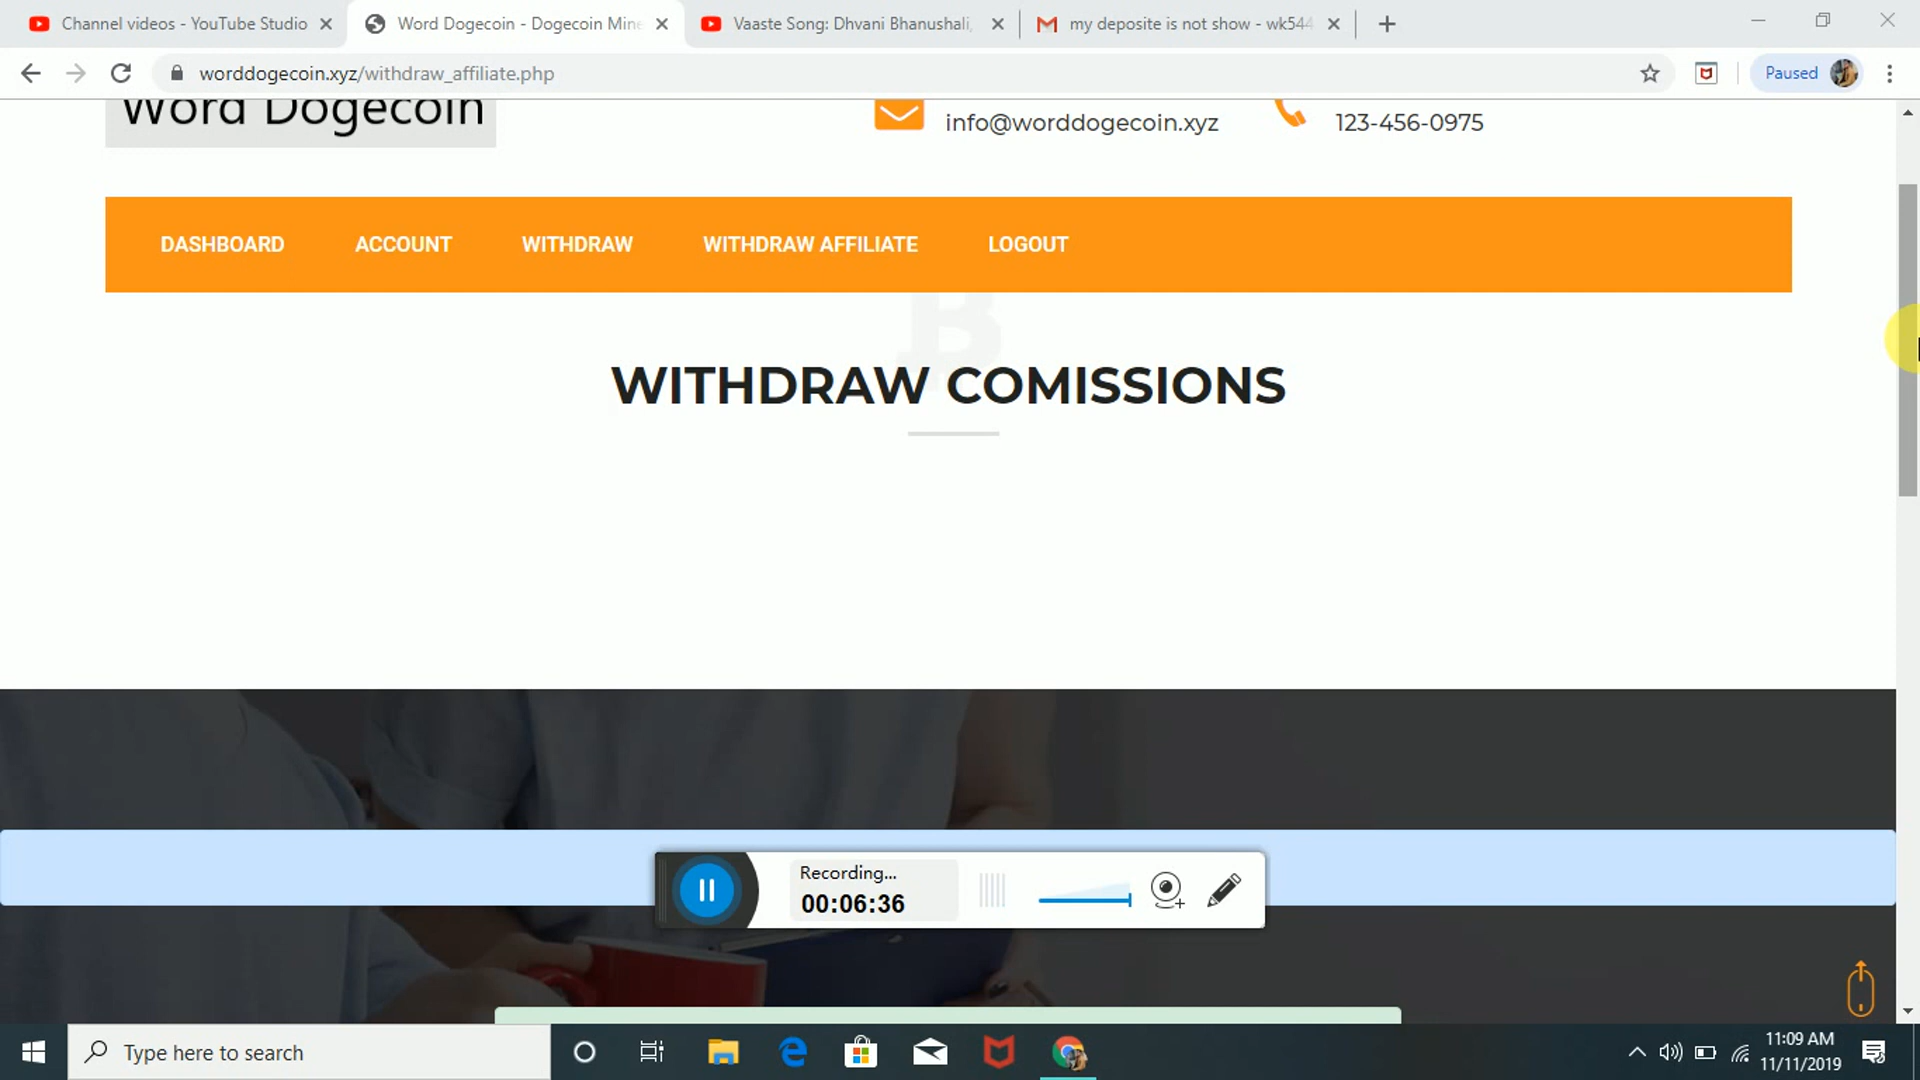 Channel videos - YouTube Studio
Word Dogecoin - Dogecoin Mine
Vaaste Song: Dhvani Bhanushali,
my deposite is not show - wk544
worddogecoin.xyz/withdraw_affiliate.php
Paused
Word Dogecoin
info@worddogecoin.xyz
123-456-0975
DASHBOARD
ACCOUNT
WITHDRAW
WITHDRAW AFFILIATE
LOGOUT
WITHDRAW COMISSIONS
Recording...
00:06:36
Type here to search
11:09 AM
11/11/2019